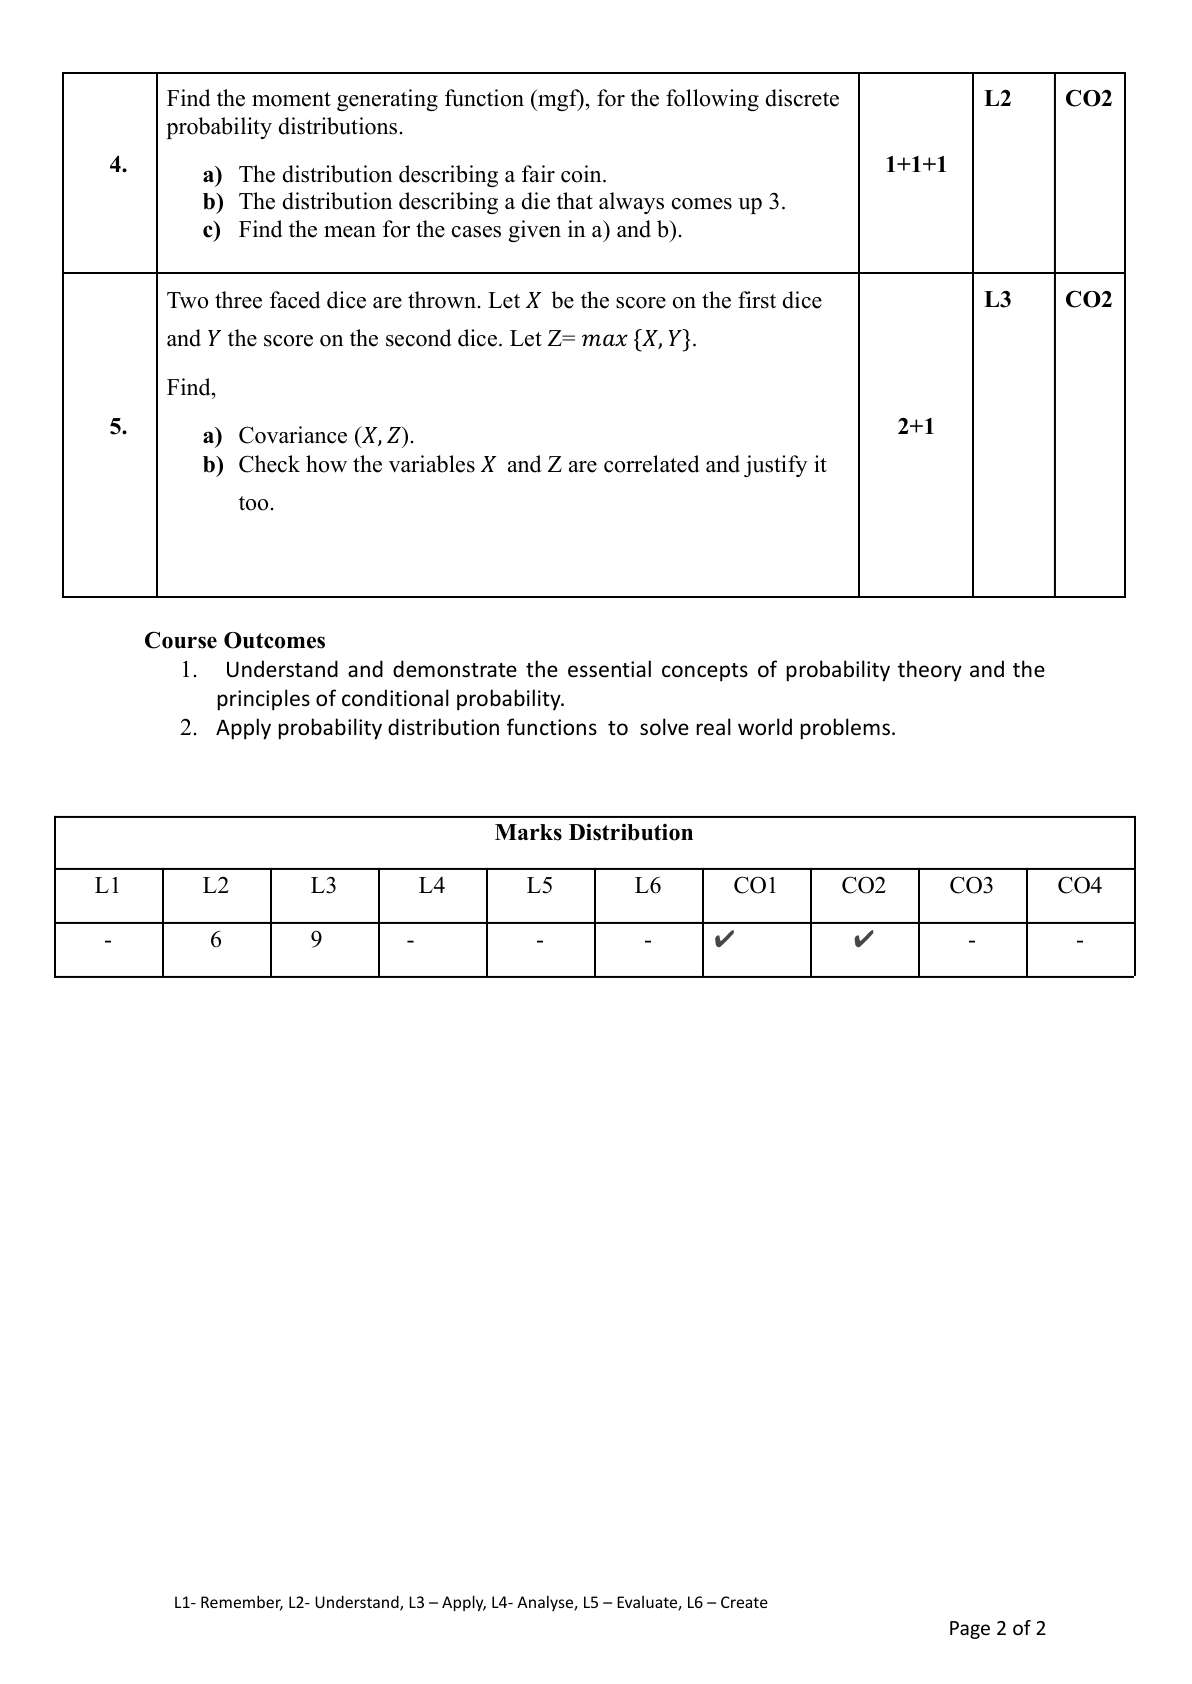 Find the moment generating function (mgf), for the following discrete
probability distributions.
4.
a) The distribution describing a fair coin.
b) The distribution describing a die that always comes up 3.
c) Find the mean for the cases given in a) and b).
1+1+1
L2
CO2
Two three faced dice are thrown. Let X be the score on the first dice
and Y the score on the second dice. Let Z= max {X, Y}.
Find,
5.
a) Covariance (X, Z).
b) Check how the variables X and Z are correlated and justify it
too.
2+1
L3
CO2
Course Outcomes
1. Understand and demonstrate the essential concepts of probability theory and the
principles of conditional probability.
2. Apply probability distribution functions to solve real world problems.
Marks Distribution
L1 L2 L3 L4 L5 L6 CO1 CO2 CO3 CO4
- 6 9 - - - ✔ ✔ - -
L1- Remember, L2- Understand, L3 – Apply, L4- Analyse, L5 – Evaluate, L6 – Create
Page 2 of 2